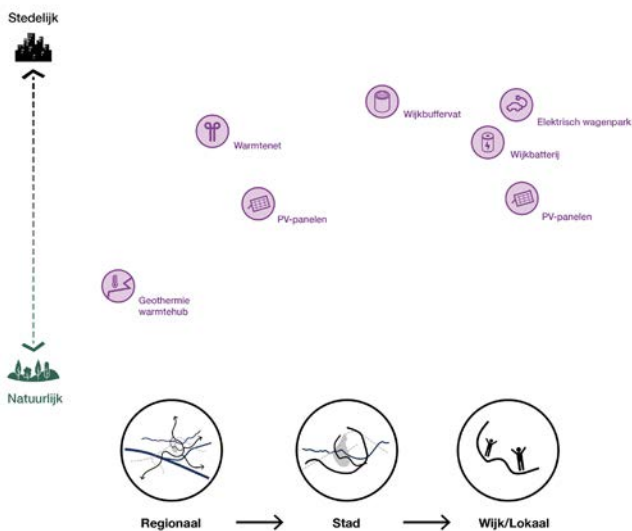 Stedelijk
Wijkbuffervat
Elektrisch wagenpark
Warmtenet
Wijkbatterij
PV-panelen
PV-panelen
Geothermie
warmtehub
Natuurlijk
Regionaal
Stad
Wijk/Lokaal